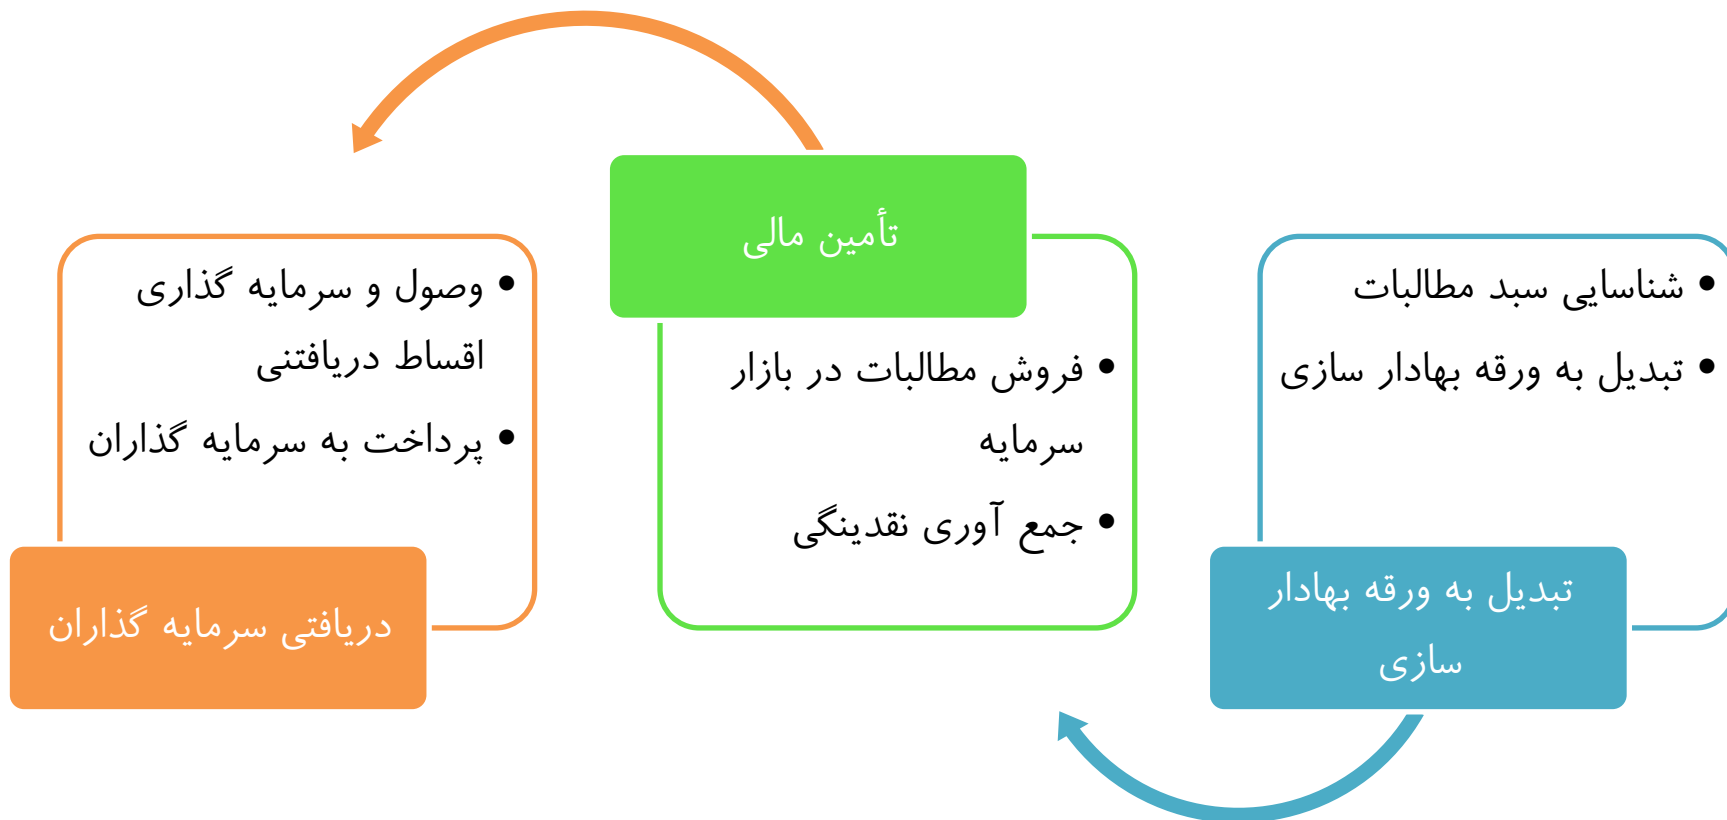 • شناسایی سبد مطالبات
• تبدیل به ورقه بهادار سازی
تبدیل به ورقه بهادار
سازی
تأمین مالی
• فروش مطالبات در بازار
سرمایه
• جمع آوری نقدینگی
• وصول و سرمایه گذاری
اقساط دریافتنی
• پرداخت به سرمایه گذاران
دریافتی سرمایه گذاران